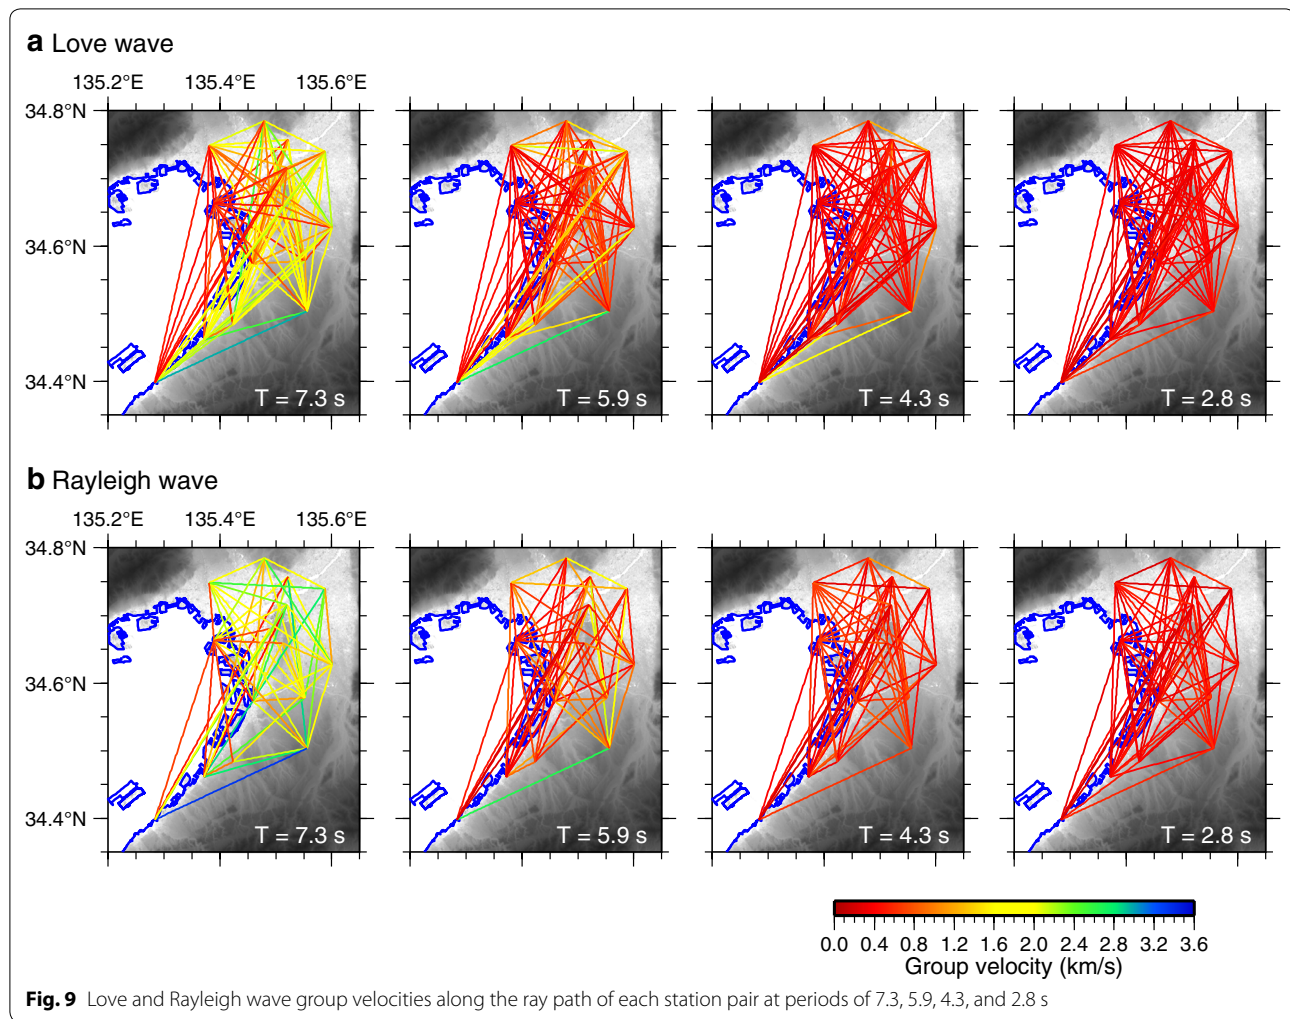 a Love wave
135.2°E 135.4°E 135.6°E
34.8°N
34.6°N
34.4°N
T = 7.3 s T = 5.9 s T = 4.3 s T = 2.8 s
b Rayleigh wave
135.2°E 135.4°E 135.6°E
34.8°N
34.6°N
34.4°N
T = 7.3 s T = 5.9 s T = 4.3 s T = 2.8 s
0.0 0.4 0.8 1.2 1.6 2.0 2.4 2.8 3.2 3.6
Group velocity (km/s)
Fig. 9 Love and Rayleigh wave group velocities along the ray path of each station pair at periods of 7.3, 5.9, 4.3, and 2.8 s